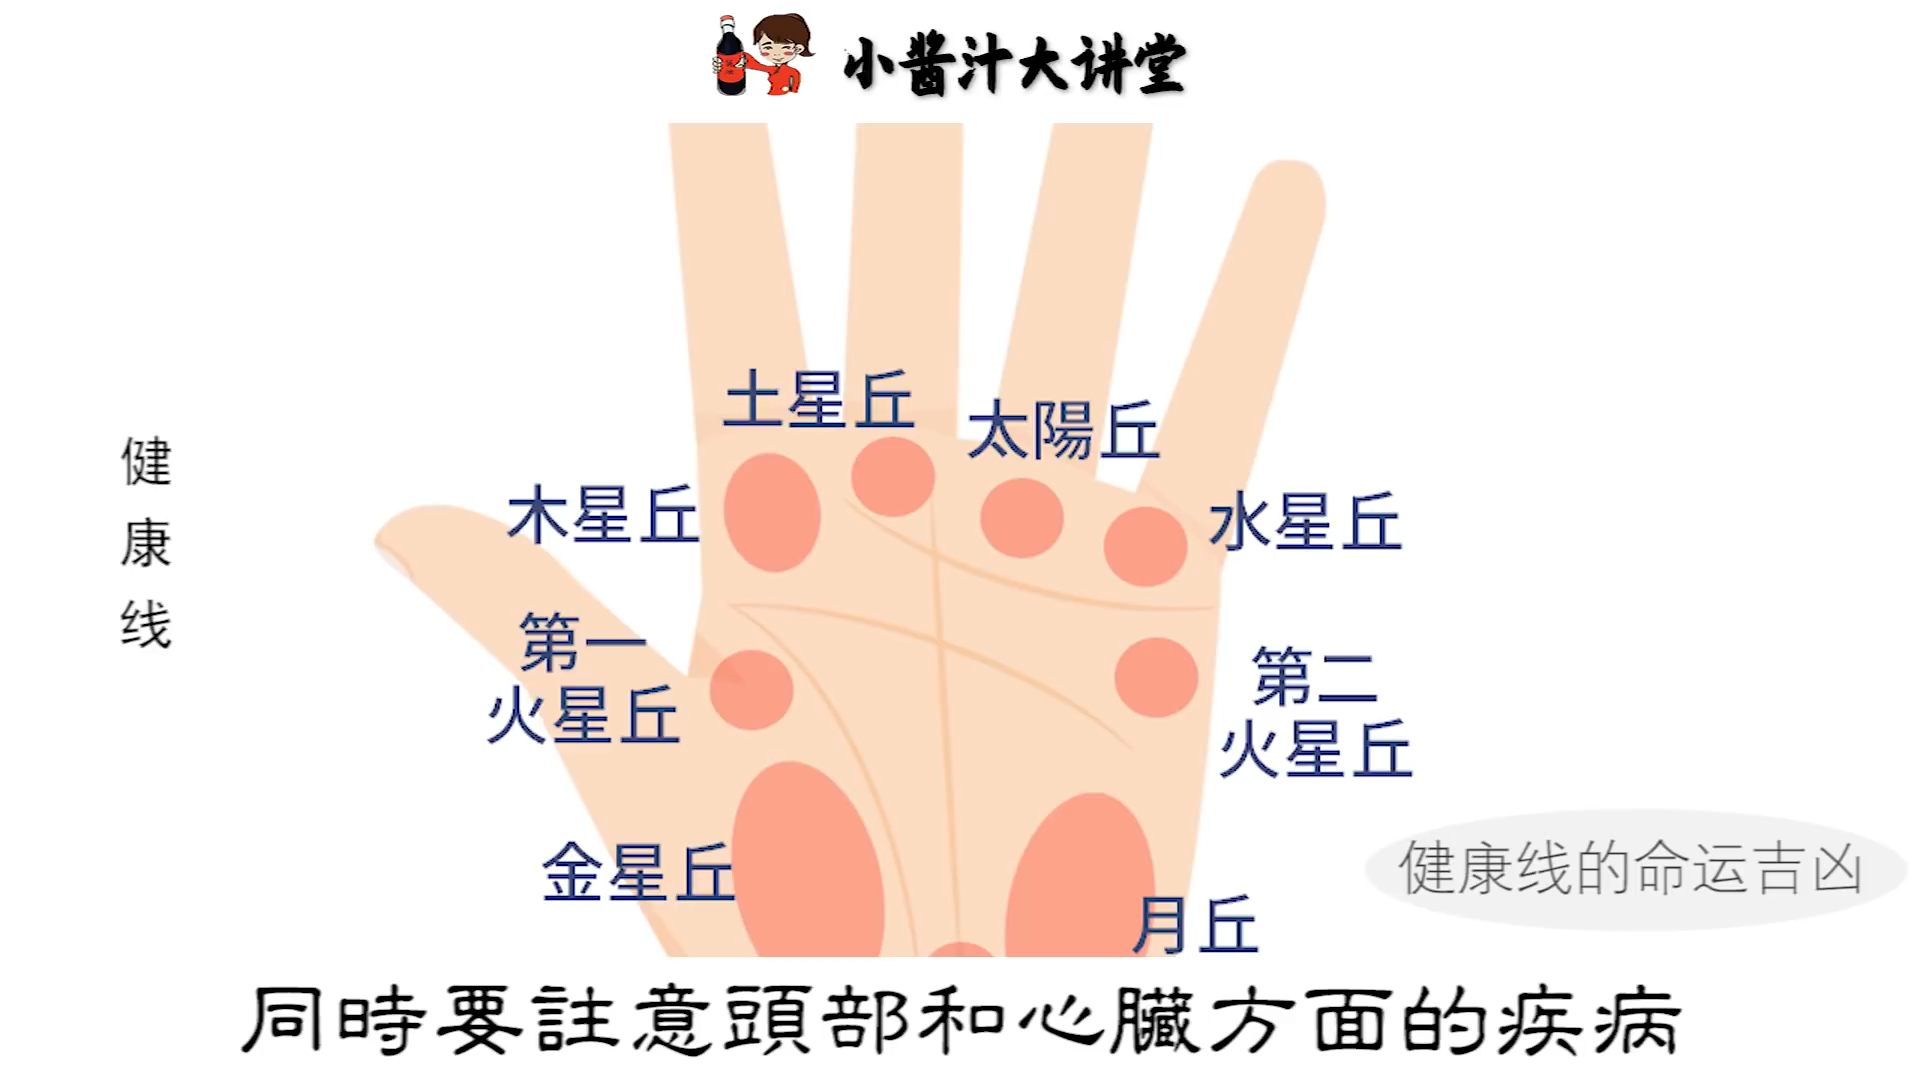 小酱汁大讲堂
土星丘
太陽丘
木星丘
水星丘
健
康
线
第一
火星丘
第二
火星丘
金星丘
月丘
健康线的命运吉凶
同時要註意頭部和心臟方面的疾病